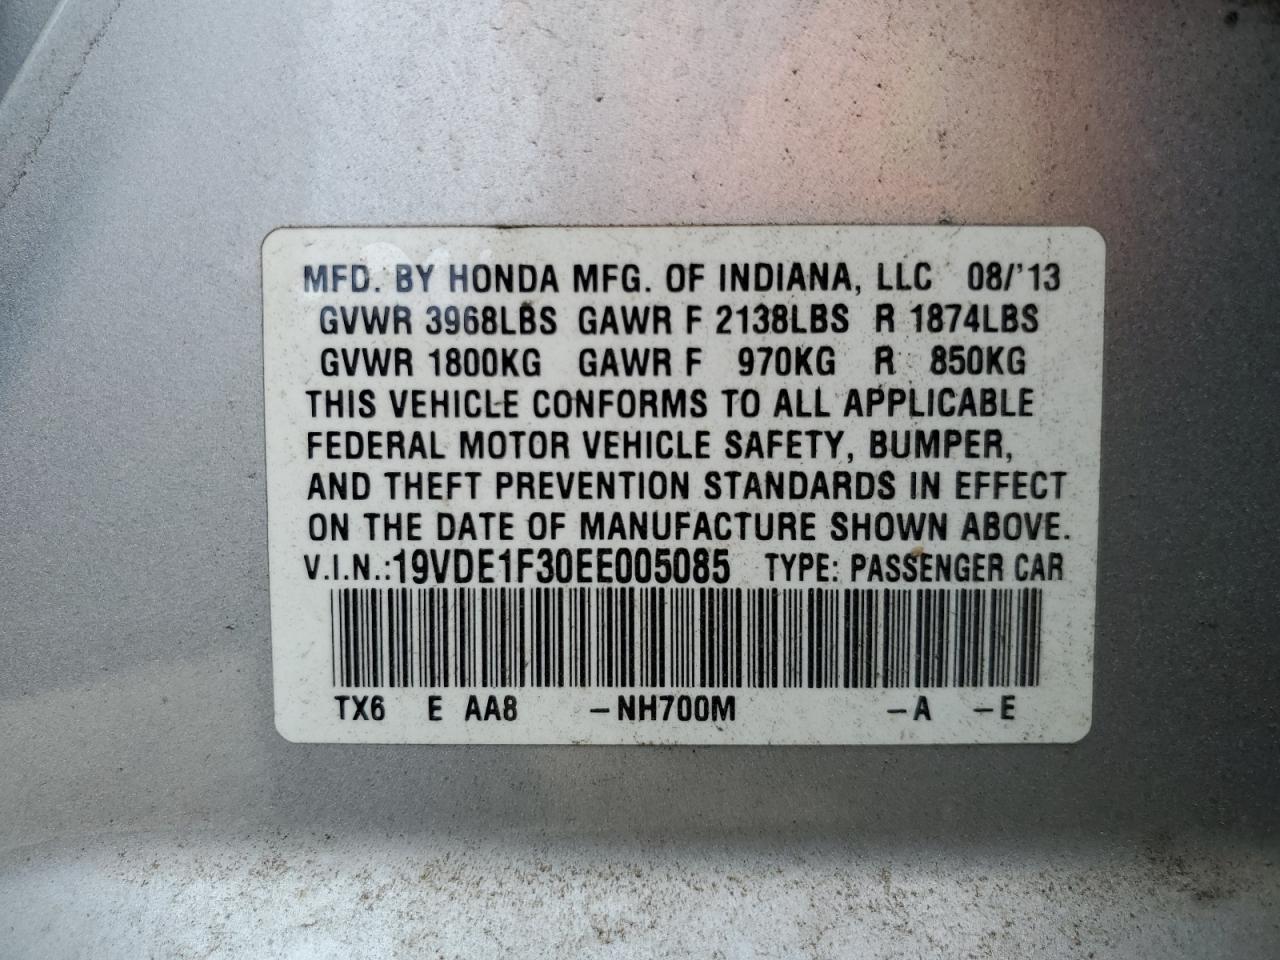 MFD. BY HONDA MFG. OF INDIANA, LLC 08/'13
GVWR 3968LBS GAWR F 2138LBS R 1874LBS
GVWR 1800KG GAWR F 970KG R 850KG
THIS VEHICLE CONFORMS TO ALL APPLICABLE
FEDERAL MOTOR VEHICLE SAFETY, BUMPER,
AND THEFT PREVENTION STANDARDS IN EFFECT
ON THE DATE OF MANUFACTURE SHOWN ABOVE.
V.I.N.:19VDE1F30EE005085 TYPE: PASSENGER CAR
TX6 E AA8 –NH700M –A –E